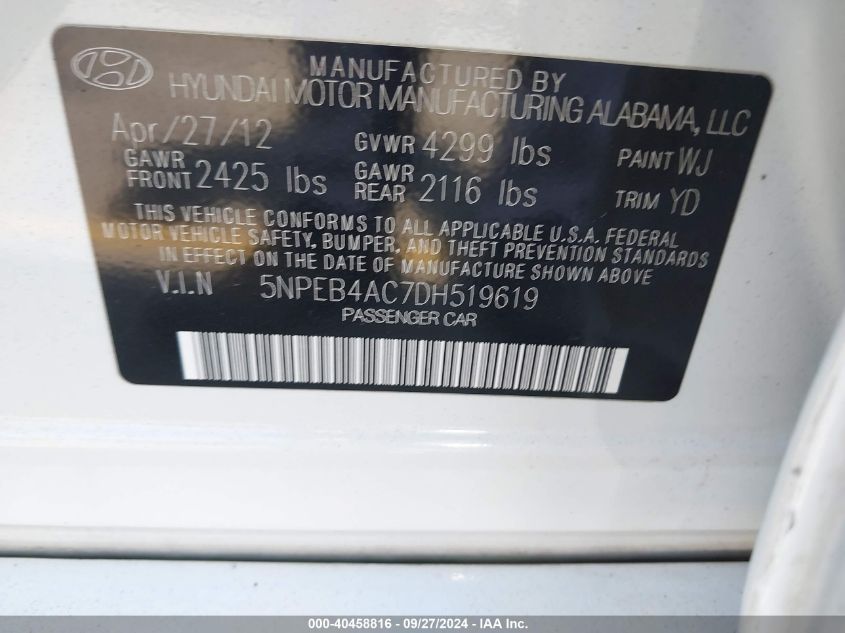 MANUFACTURED BY
HYUNDAI MOTOR MANUFACTURING ALABAMA, LLC
Apr/27/12 GVWR 4299 lbs PAINT WJ
GAWR FRONT 2425 lbs GAWR REAR 2116 lbs TRIM YD
THIS VEHICLE CONFORMS TO ALL APPLICABLE U.S.A. FEDERAL
MOTOR VEHICLE SAFETY, BUMPER, AND THEFT PREVENTION STANDARDS
IN EFFECT ON THE DATE OF MANUFACTURE SHOWN ABOVE.
V.I.N 5NPEB4AC7DH519619
PASSENGER CAR
000-40458816 - 09/27/2024 - IAA Inc.